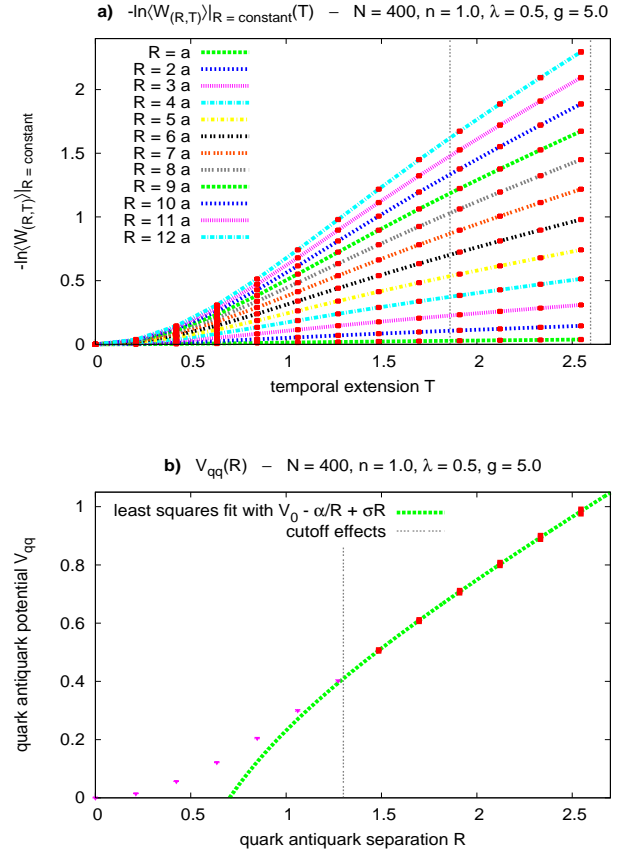 a) -ln⟨W(R,T)⟩|R = constant(T) – N = 400, n = 1.0, λ = 0.5, g = 5.0
-ln⟨W(R,T)⟩|R = constant
R = a
R = 2 a
R = 3 a
R = 4 a
R = 5 a
R = 6 a
R = 7 a
R = 8 a
R = 9 a
R = 10 a
R = 11 a
R = 12 a
2
1.5
1
0.5
0
0 0.5 1 1.5 2 2.5
temporal extension T
b) Vqq(R) – N = 400, n = 1.0, λ = 0.5, g = 5.0
quark antiquark potential Vqq
least squares fit with V0 - α/R + σR
cutoff effects
1
0.8
0.6
0.4
0.2
0
0 0.5 1 1.5 2 2.5
quark antiquark separation R